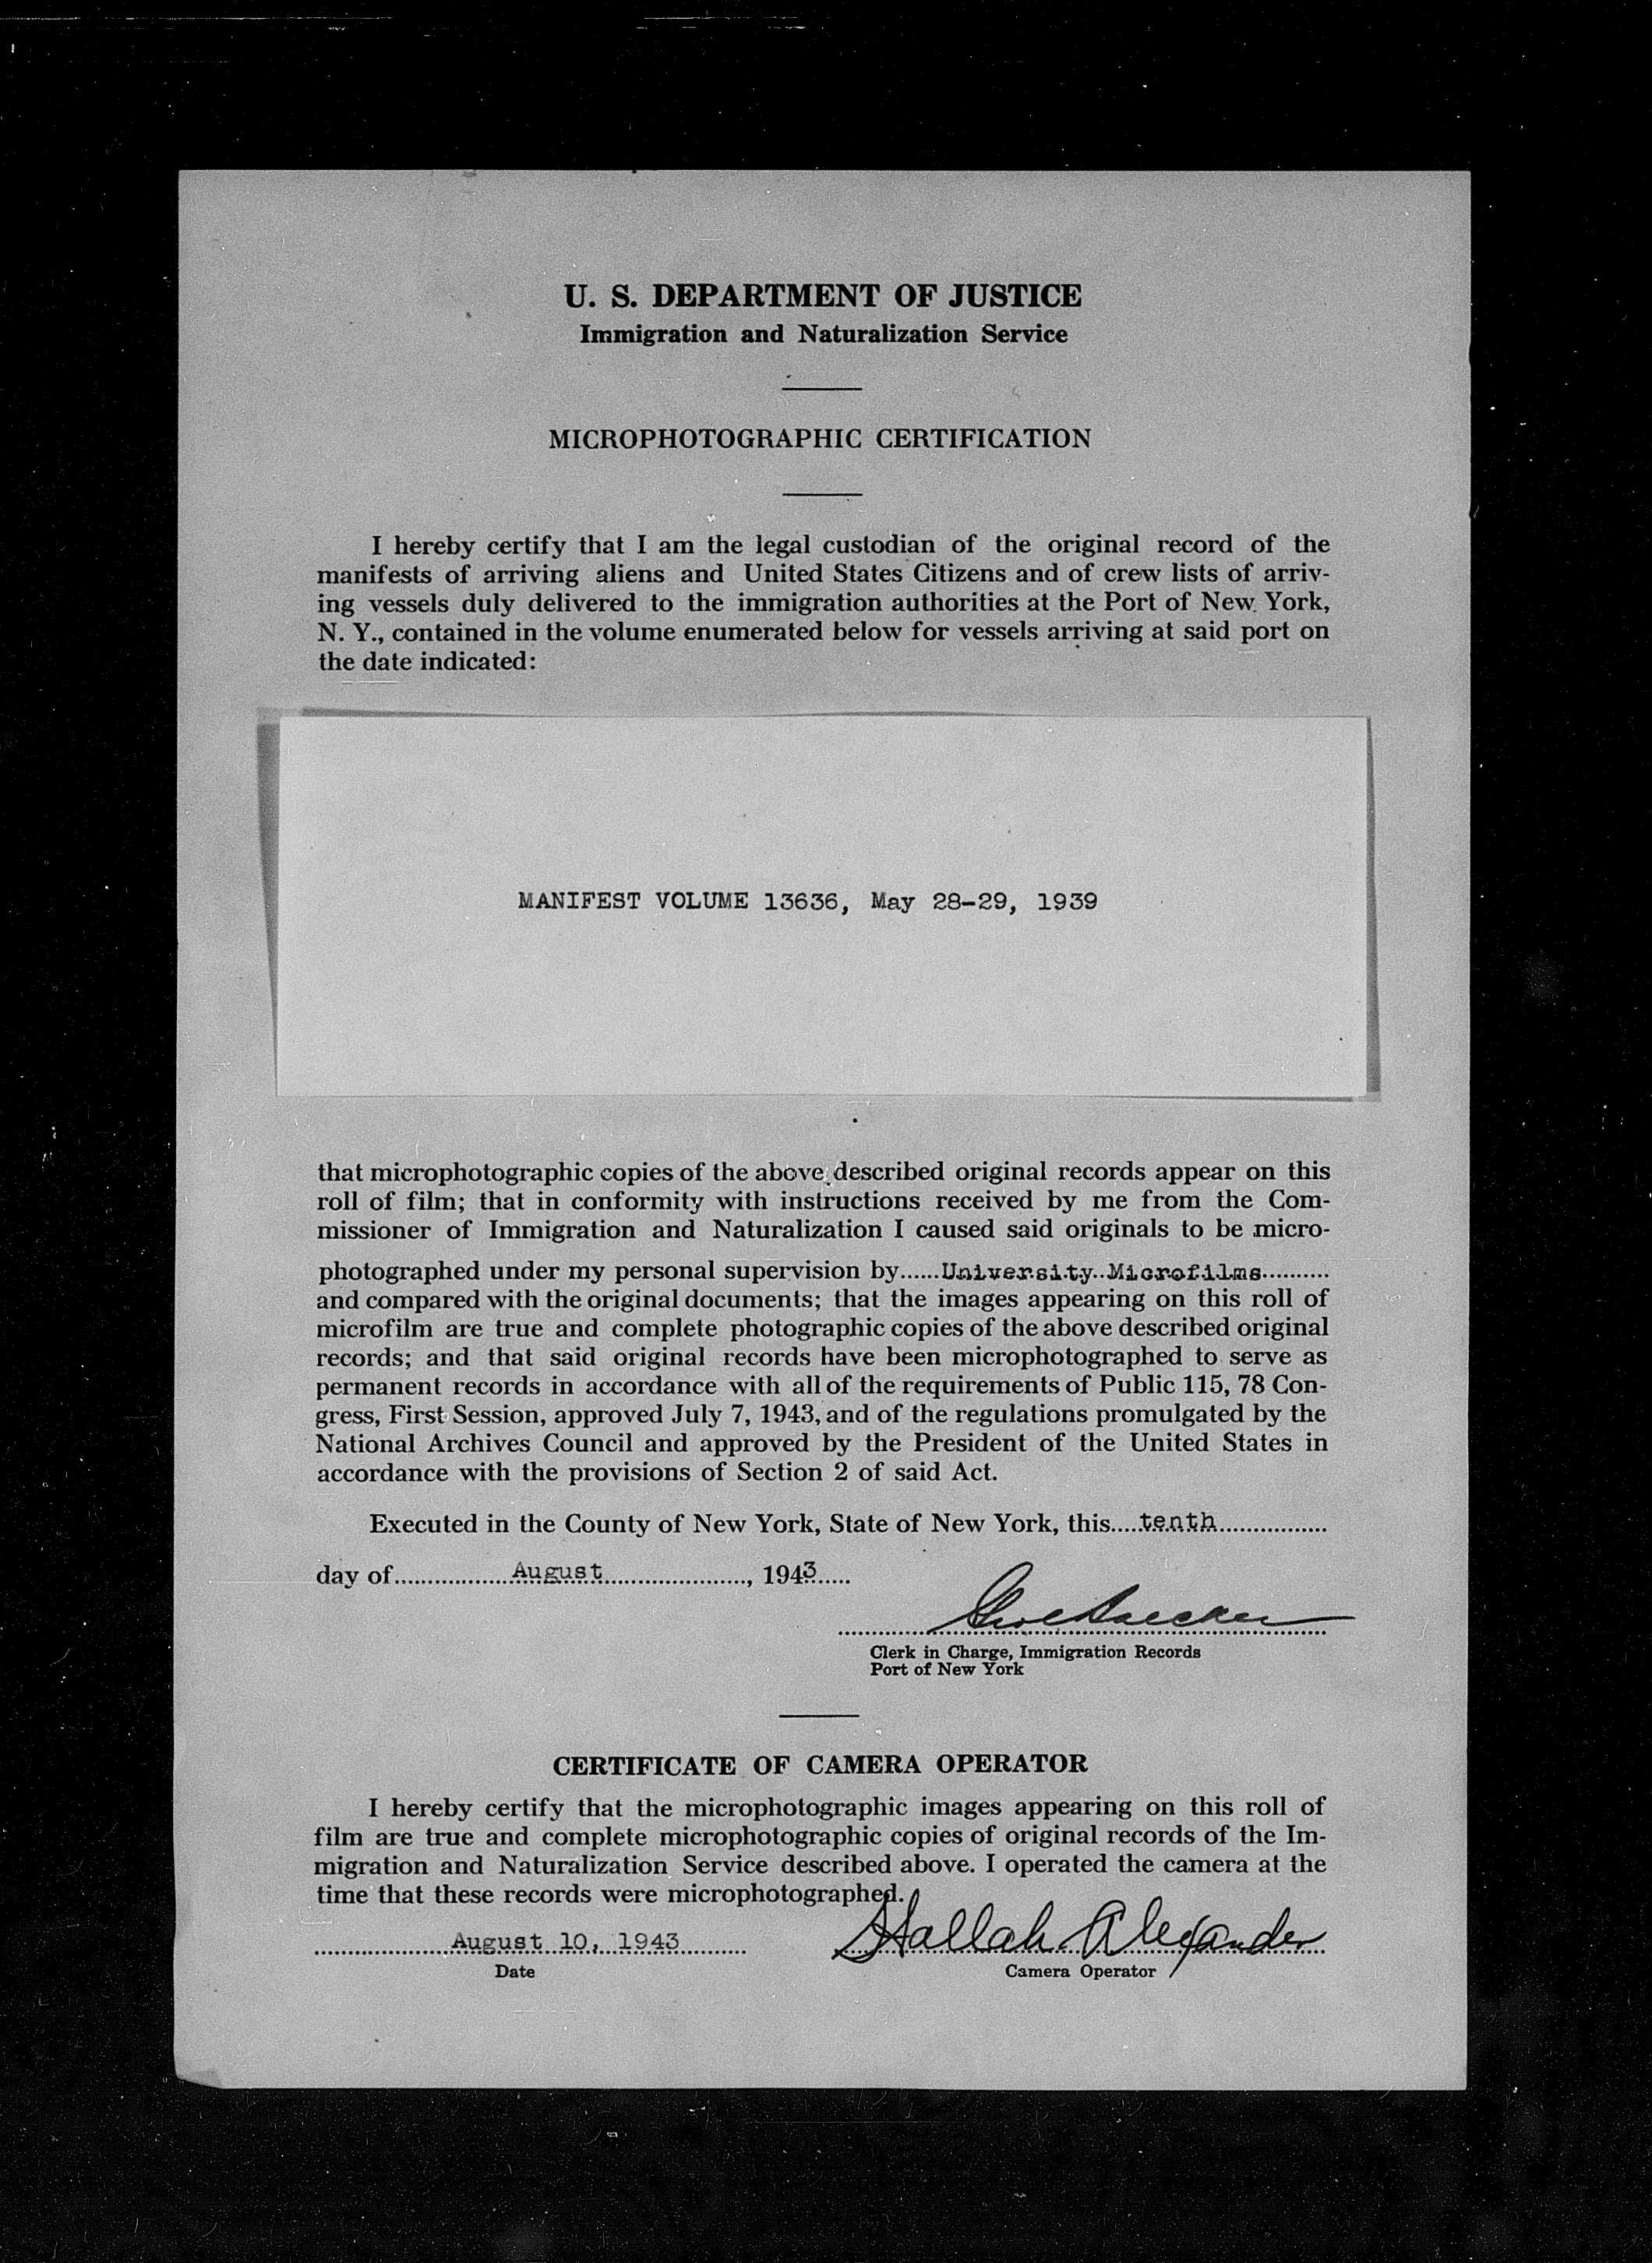 U. S. DEPARTMENT OF JUSTICE
Immigration and Naturalization Service
MICROPHOTOGRAPHIC CERTIFICATION
I hereby certify that I am the legal custodian of the original record of the
manifests of arriving aliens and United States Citizens and of crew lists of arriv-
ing vessels duly delivered to the immigration authorities at the Port of New York,
N. Y., contained in the volume enumerated below for vessels arriving at said port on
the date indicated:
MANIFEST VOLUME 13636, May 28-29, 1939
that microphotographic copies of the above described original records appear on this
roll of film; that in conformity with instructions received by me from the Com-
missioner of Immigration and Naturalization I caused said originals to be micro-
photographed under my personal supervision by......University Microfilms..........
and compared with the original documents; that the images appearing on this roll of
microfilm are true and complete photographic copies of the above described original
records; and that said original records have been microphotographed to serve as
permanent records in accordance with all of the requirements of Public 115, 78 Con-
gress, First Session, approved July 7, 1943, and of the regulations promulgated by the
National Archives Council and approved by the President of the United States in
accordance with the provisions of Section 2 of said Act.
Executed in the County of New York, State of New York, this....tenth................
day of..................August......................, 1943.....
Clerk in Charge, Immigration Records
Port of New York
CERTIFICATE OF CAMERA OPERATOR
I hereby certify that the microphotographic images appearing on this roll of
film are true and complete microphotographic copies of original records of the Im-
migration and Naturalization Service described above. I operated the camera at the
time that these records were microphotographed.
August 10, 1943 Hallah Alexander
Date Camera Operator